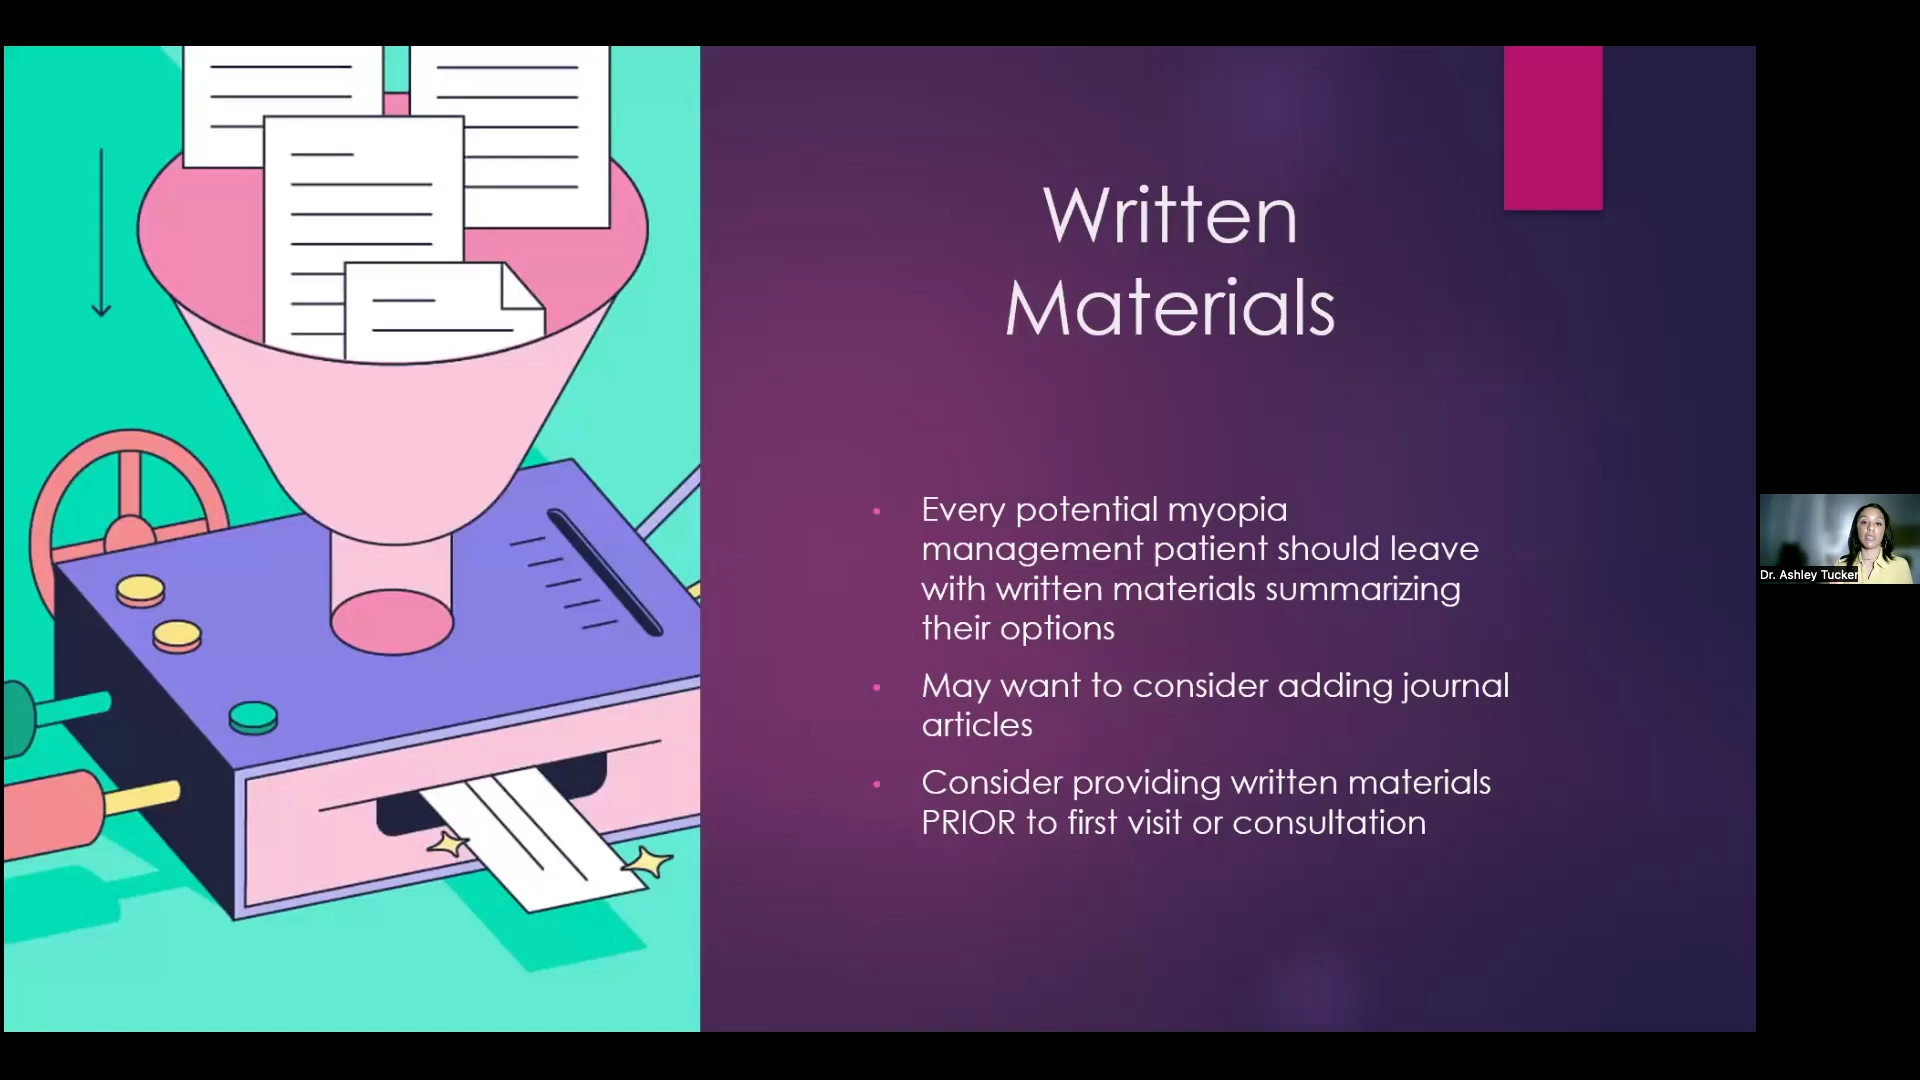 Written
Materials
• Every potential myopia
management patient should leave
with written materials summarizing
their options
• May want to consider adding journal
articles
• Consider providing written materials
PRIOR to first visit or consultation
Dr. Ashley Tucker